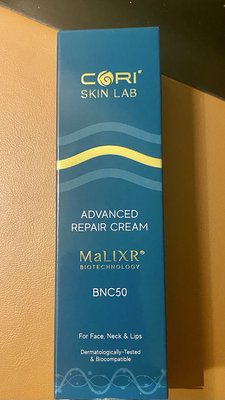 CORI
SKIN LAB
ADVANCED
REPAIR CREAM
MaLIXR®
BIOTECHNOLOGY
BNC50
For Face, Neck & Lips
Dermatologically-Tested
& Biocompatible